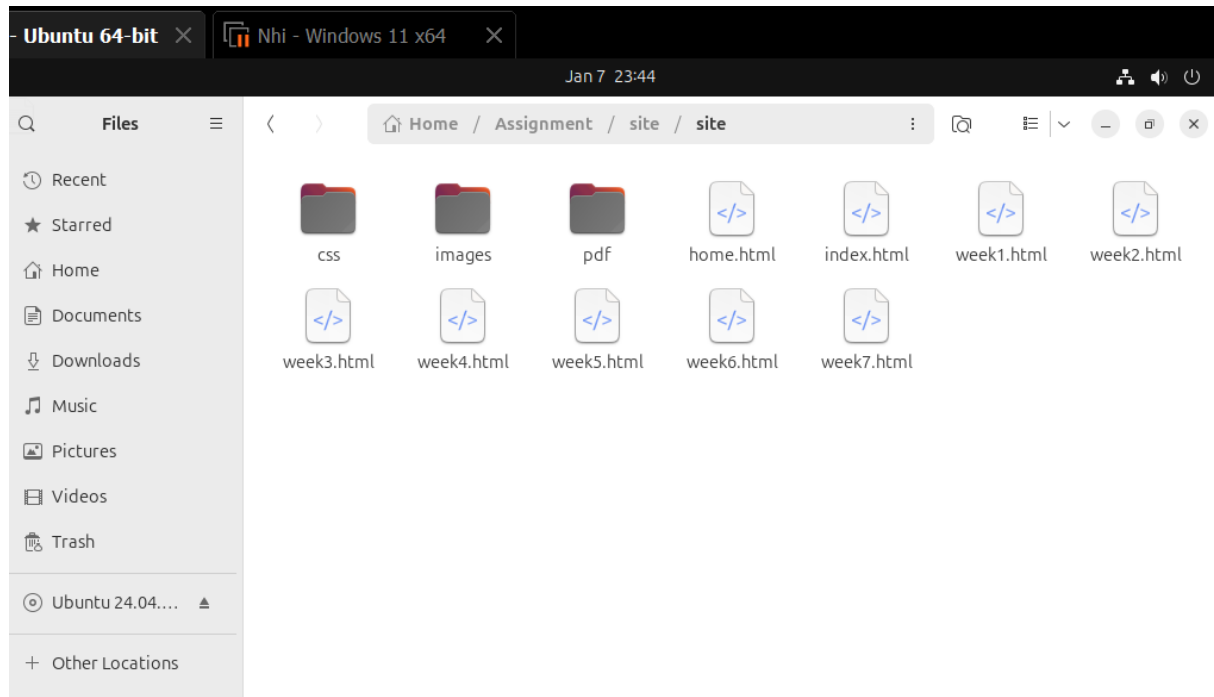 - Ubuntu 64-bit
Nhi - Windows 11 x64
Jan 7 23:44
Files
Home / Assignment / site / site
Recent
Starred
Home
Documents
Downloads
Music
Pictures
Videos
Trash
Ubuntu 24.04....
+ Other Locations
css images pdf home.html index.html week1.html week2.html
week3.html week4.html week5.html week6.html week7.html